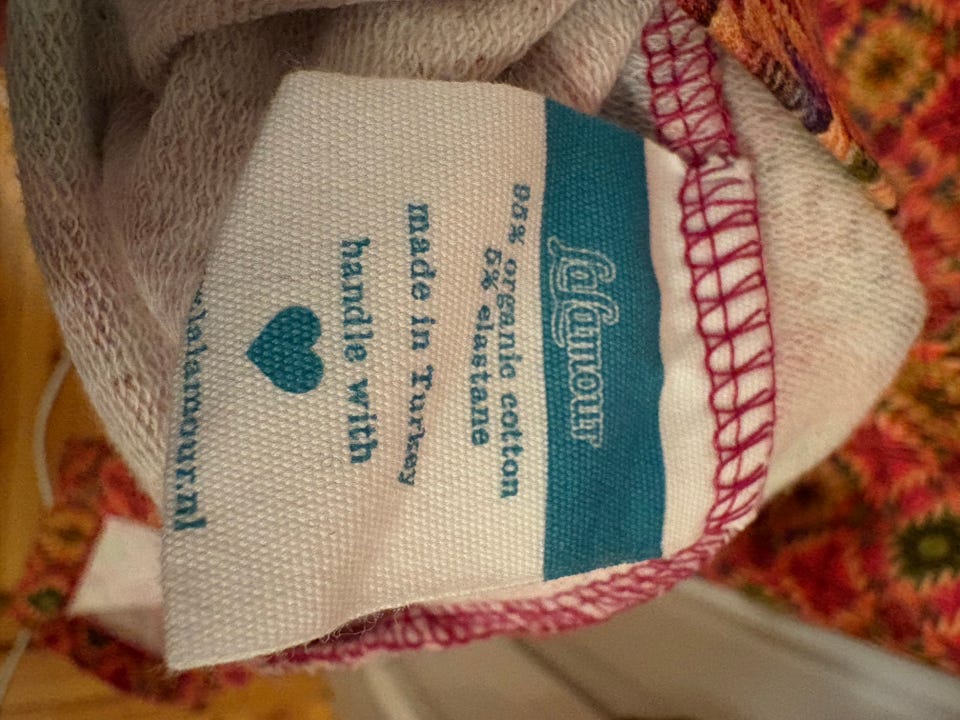 LaLamour
95% organic cotton
5% elastane
made in Turkey
handle with
w.lalamour.nl